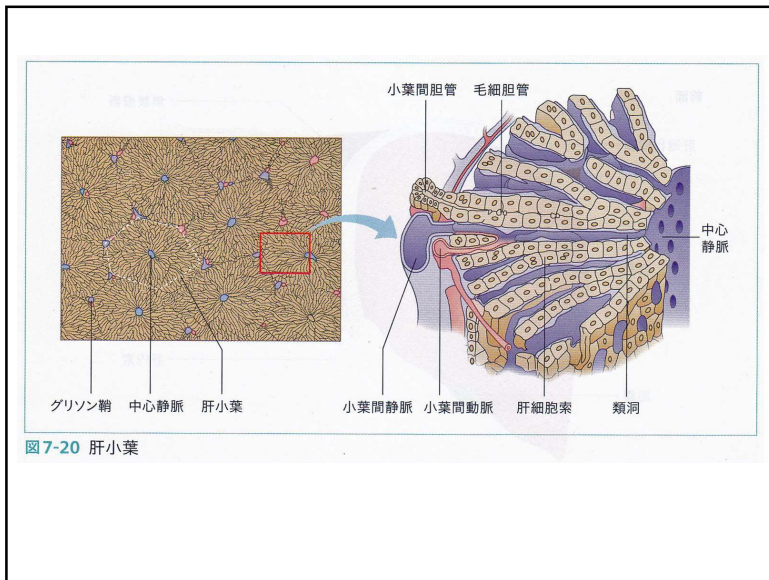 小葉間胆管 毛細胆管
中心
静脈
グリソン鞘 中心静脈 肝小葉
小葉間静脈 小葉間動脈 肝細胞索 類洞
図7-20 肝小葉